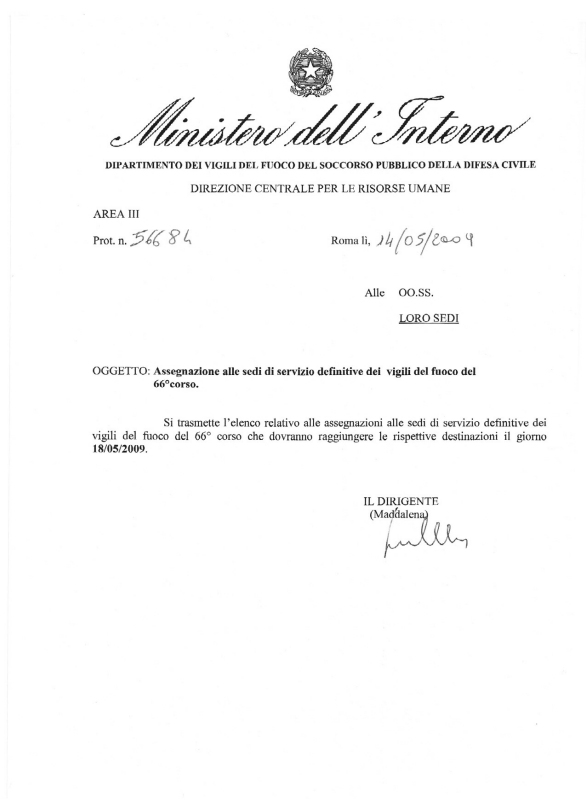 Ministero dell'Interno
DIPARTIMENTO DEI VIGILI DEL FUOCO DEL SOCCORSO PUBBLICO DELLA DIFESA CIVILE
DIREZIONE CENTRALE PER LE RISORSE UMANE
AREA III
Prot. n. 56684 Roma lì, 14/05/2009
Alle OO.SS.
LORO SEDI
OGGETTO: Assegnazione alle sedi di servizio definitive dei vigili del fuoco del
66°corso.
Si trasmette l'elenco relativo alle assegnazioni alle sedi di servizio definitive dei
vigili del fuoco del 66° corso che dovranno raggiungere le rispettive destinazioni il giorno
18/05/2009.
IL DIRIGENTE
(Maddalena)